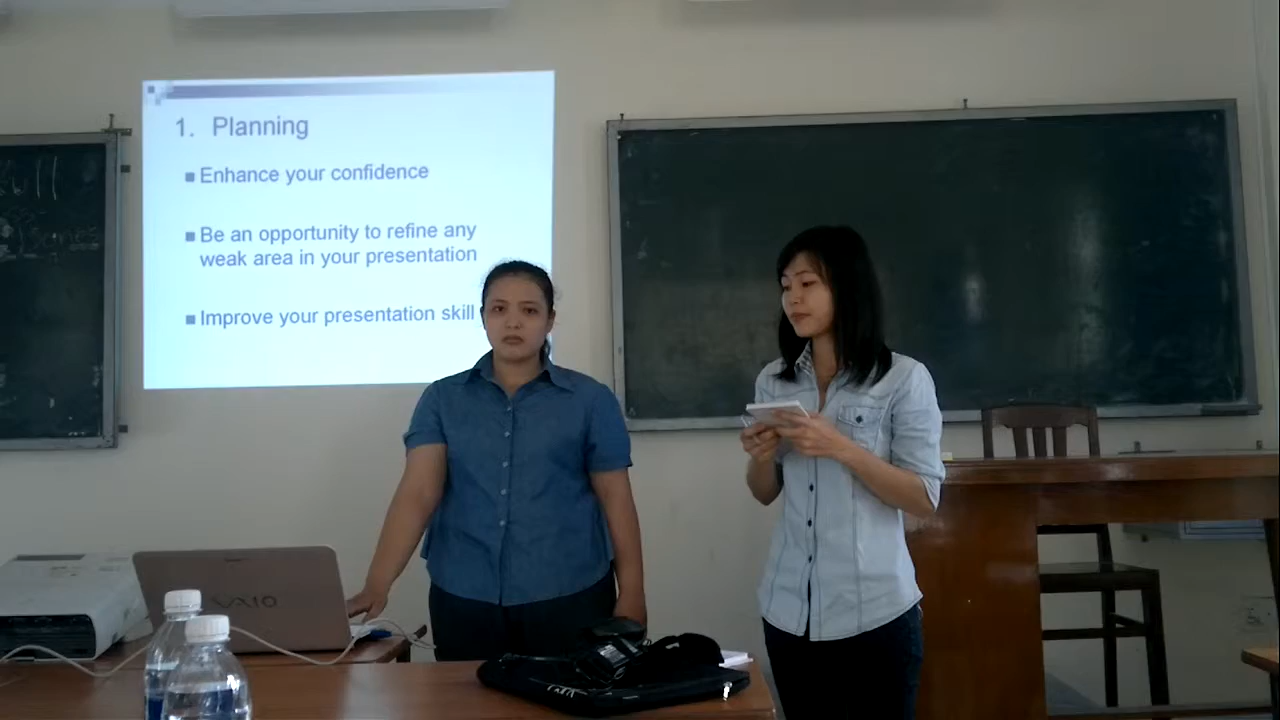 1. Planning
Enhance your confidence
Be an opportunity to refine any
weak area in your presentation
Improve your presentation skill
VAIO